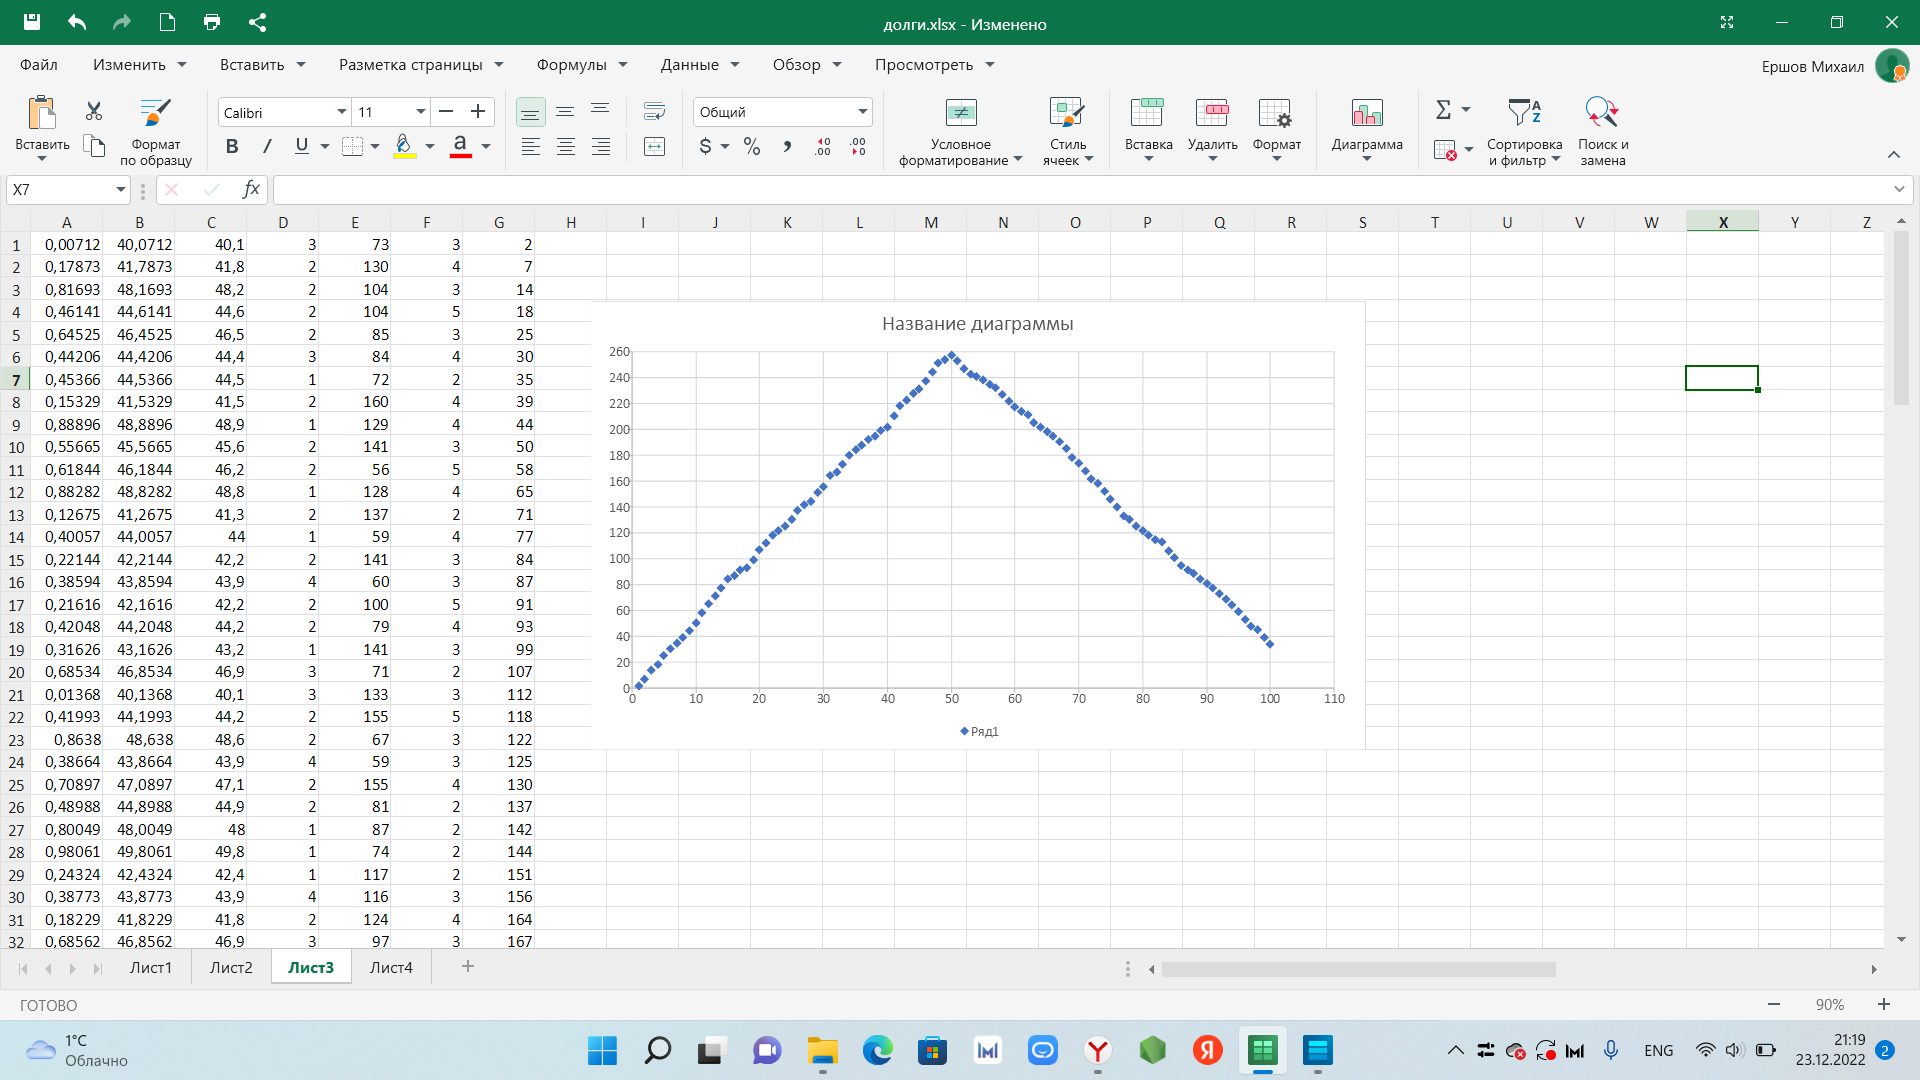 долги.xlsx - Изменено
Файл Изменить Вставить Разметка страницы Формулы Данные Обзор Просмотреть Ершов Михаил
Вставить Формат по образцу Calibri 11 Общий Условное форматирование Стиль ячеек Вставка Удалить Формат Диаграмма Сортировка и фильтр Поиск и замена
X7 fx
A B C D E F G H I J K L M N O P Q R S T U V W X Y Z
1 0,00712 40,0712 40,1 3 73 3 2
2 0,17873 41,7873 41,8 2 130 4 7
3 0,81693 48,1693 48,2 2 104 3 14
4 0,46141 44,6141 44,6 2 104 5 18
5 0,64525 46,4525 46,5 2 85 3 25
6 0,44206 44,4206 44,4 3 84 4 30
7 0,45366 44,5366 44,5 1 72 2 35
8 0,15329 41,5329 41,5 2 160 4 39
9 0,88896 48,8896 48,9 1 129 4 44
10 0,55665 45,5665 45,6 2 141 3 50
11 0,61844 46,1844 46,2 2 56 5 58
12 0,88282 48,8282 48,8 1 128 4 65
13 0,12675 41,2675 41,3 2 137 2 71
14 0,40057 44,0057 44 1 59 4 77
15 0,22144 42,2144 42,2 2 141 3 84
16 0,38594 43,8594 43,9 4 60 3 87
17 0,21616 42,1616 42,2 2 100 5 91
18 0,42048 44,2048 44,2 2 79 4 93
19 0,31626 43,1626 43,2 1 141 3 99
20 0,68534 46,8534 46,9 3 71 2 107
21 0,01368 40,1368 40,1 3 133 3 112
22 0,41993 44,1993 44,2 2 155 5 118
23 0,8638 48,638 48,6 2 67 3 122
24 0,38664 43,8664 43,9 4 59 3 125
25 0,70897 47,0897 47,1 2 155 4 130
26 0,48988 44,8988 44,9 2 81 2 137
27 0,80049 48,0049 48 1 87 2 142
28 0,98061 49,8061 49,8 1 74 2 144
29 0,24324 42,4324 42,4 1 117 2 151
30 0,38773 43,8773 43,9 4 116 3 156
31 0,18229 41,8229 41,8 2 124 4 164
32 0,68562 46,8562 46,9 3 97 3 167
Название диаграммы
260
240
220
200
180
160
140
120
100
80
60
40
20
0
0 10 20 30 40 50 60 70 80 90 100 110
Ряд1
Лист1 Лист2 Лист3 Лист4
ГОТОВО 90%
1°C
Облачно
ENG
21:19
23.12.2022
2